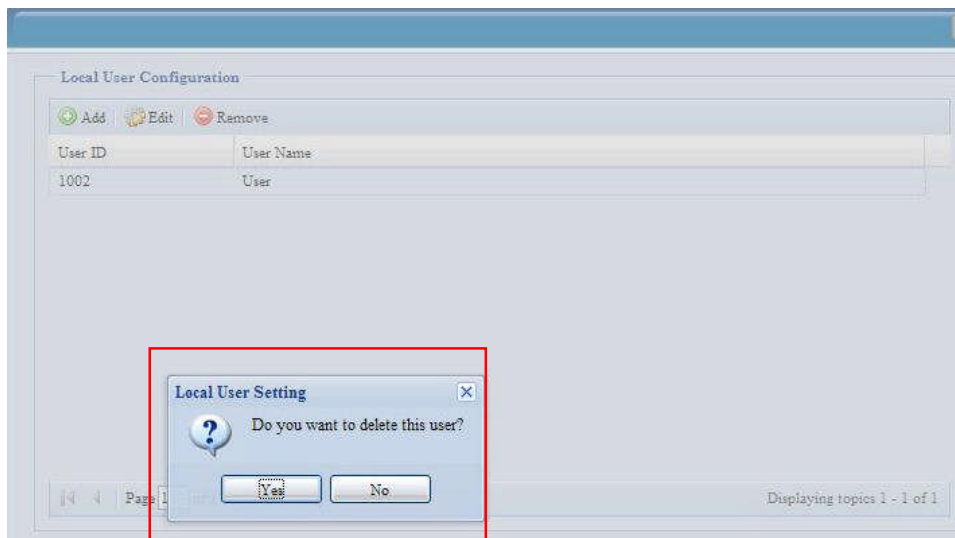 Local User Configuration
Add Edit Remove
User ID User Name
1002 User
Local User Setting
Do you want to delete this user?
Yes No
Page 1 Displaying topics 1 - 1 of 1